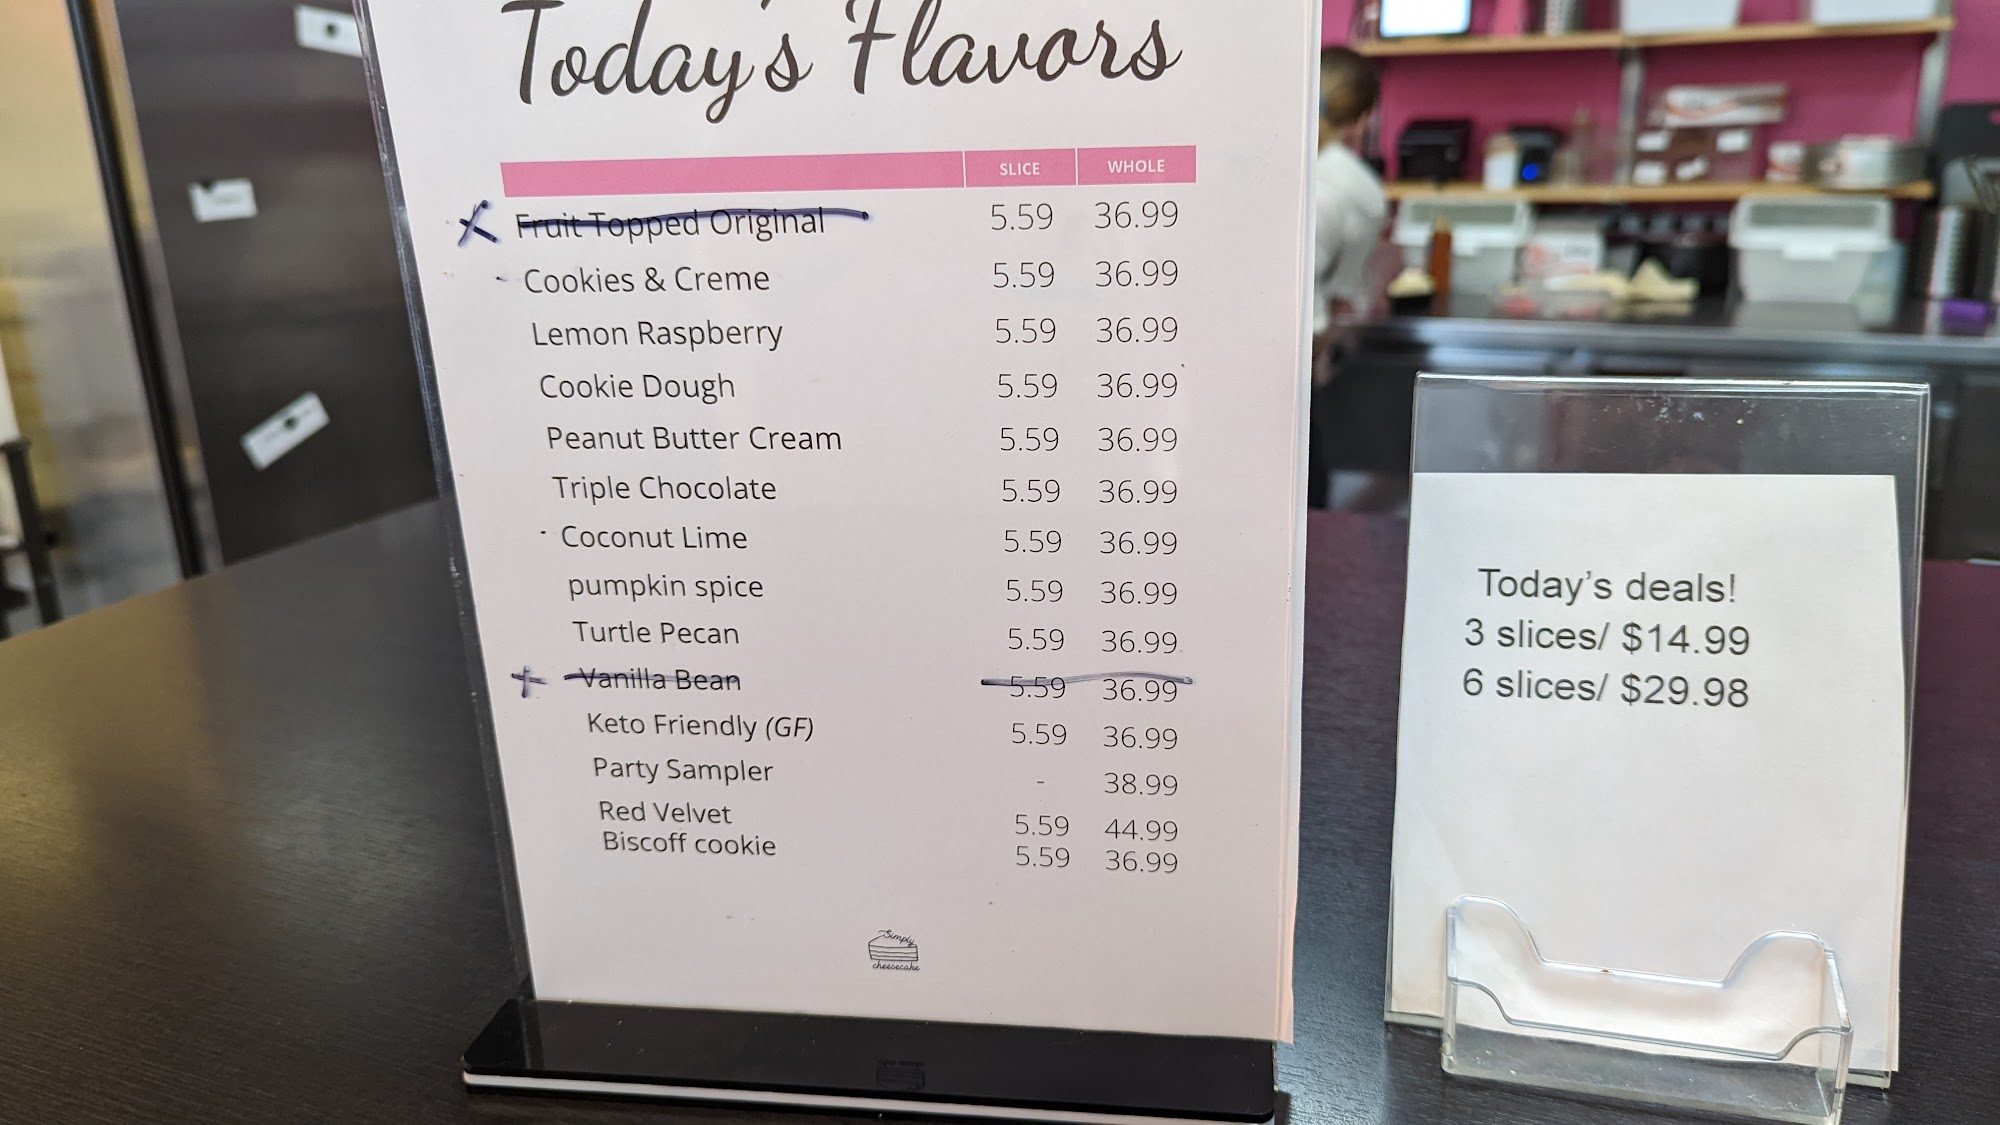 Today's Flavors
SLICE WHOLE
Fruit Topped Original 5.59 36.99
Cookies & Creme 5.59 36.99
Lemon Raspberry 5.59 36.99
Cookie Dough 5.59 36.99
Peanut Butter Cream 5.59 36.99
Triple Chocolate 5.59 36.99
Coconut Lime 5.59 36.99
pumpkin spice 5.59 36.99
Turtle Pecan 5.59 36.99
Vanilla Bean 5.59 36.99
Keto Friendly (GF) 5.59 36.99
Party Sampler - 38.99
Red Velvet 5.59 44.99
Biscoff cookie 5.59 36.99
Simply
cheesecake
Today's deals!
3 slices/ $14.99
6 slices/ $29.98